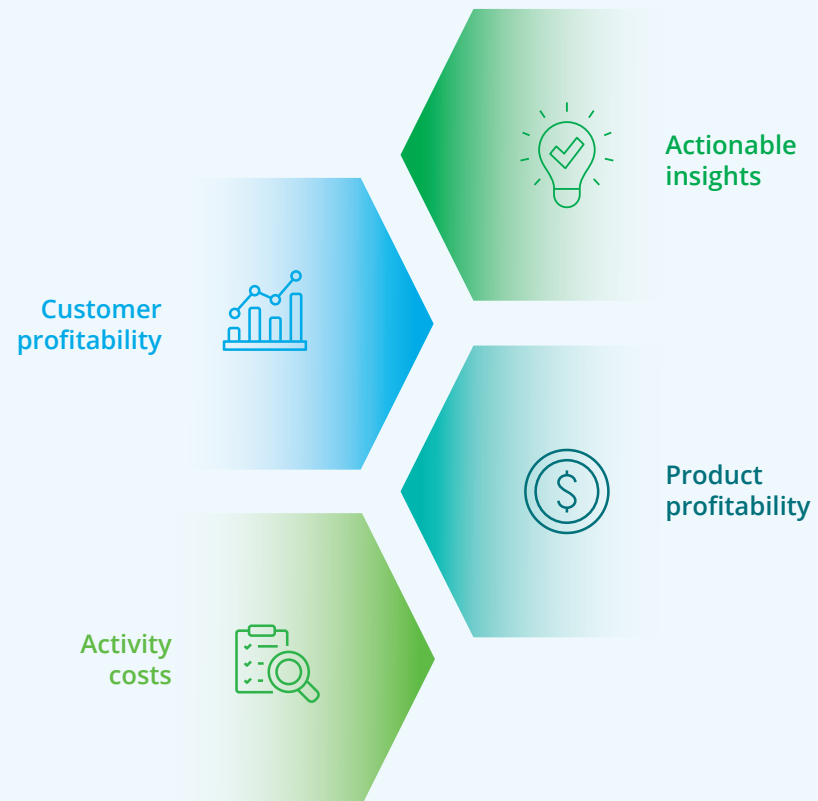 Actionable
insights
Customer
profitability
Product
profitability
Activity
costs